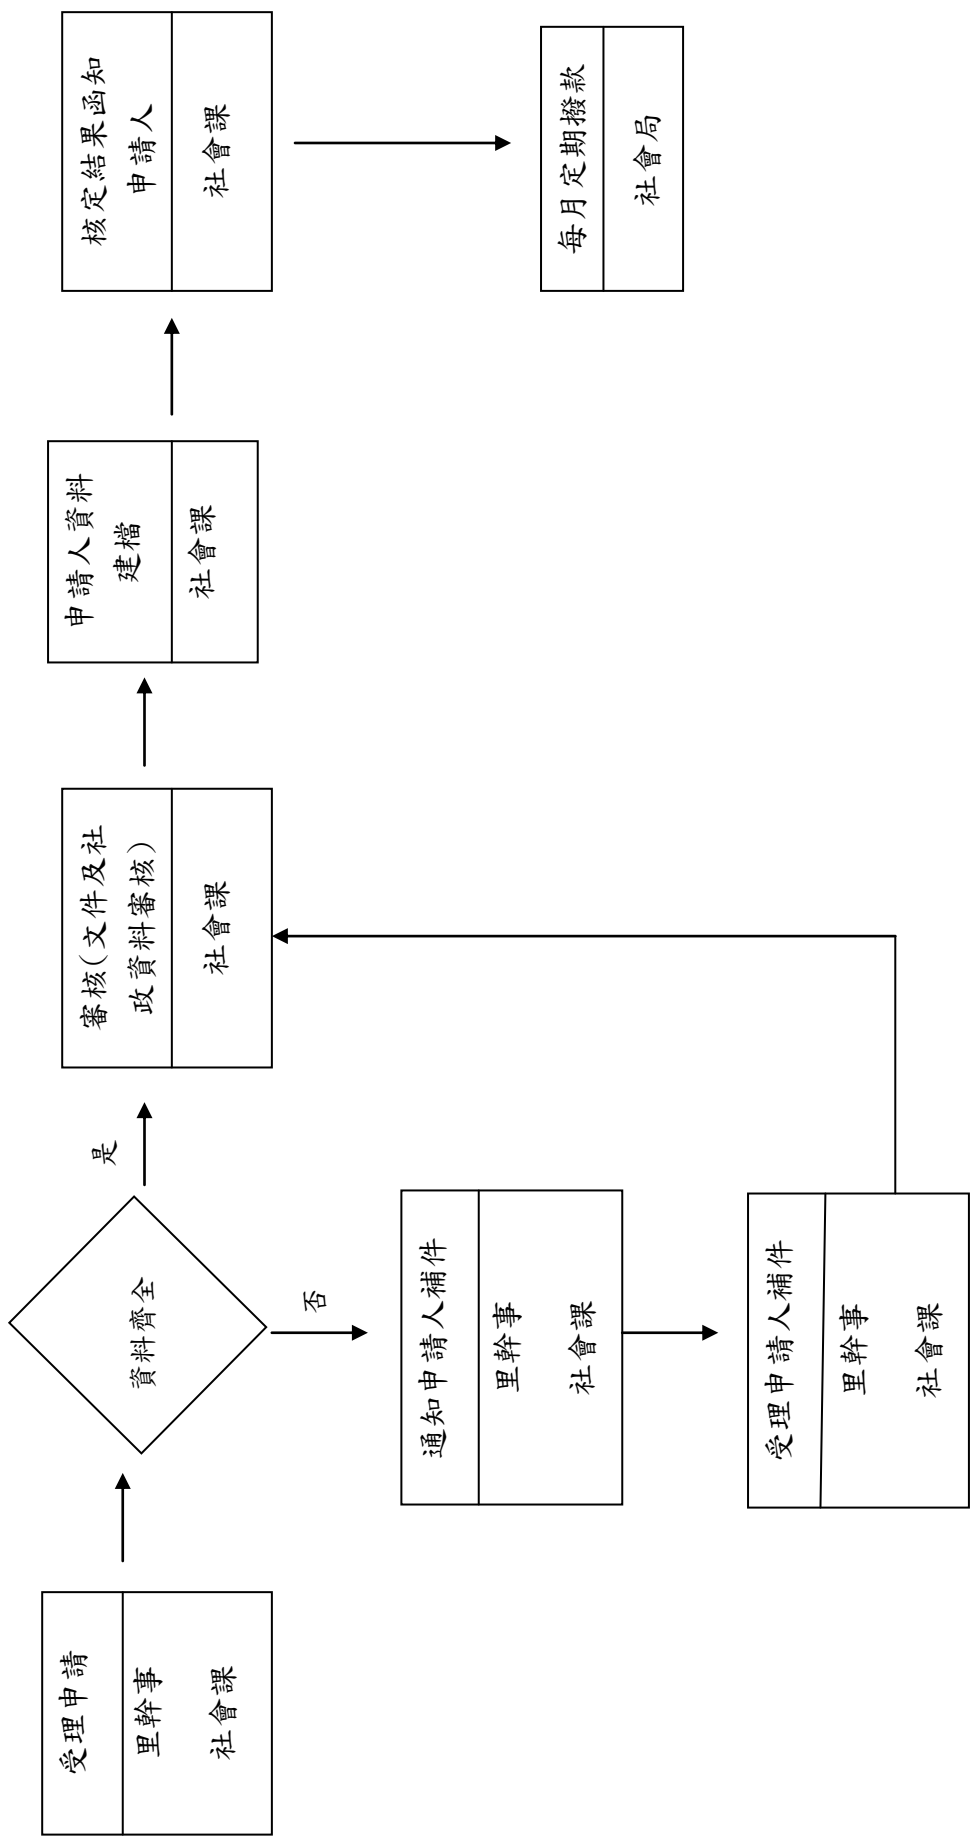 受理申請
里幹事
社會課
資料齊全
是
否
審核(文件及社
政資料審核)
社會課
申請人資料
建檔
社會課
核定結果函知
申請人
社會課
通知申請人補件
里幹事
社會課
每月定期撥款
社會局
受理申請人補件
里幹事
社會課